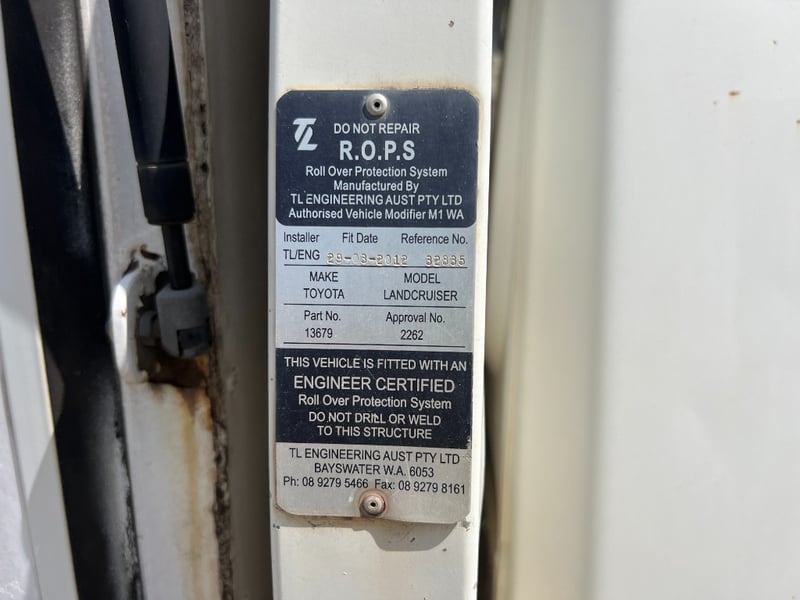 TL
DO NOT REPAIR
R.O.P.S
Roll Over Protection System
Manufactured By
TL ENGINEERING AUST PTY LTD
Authorised Vehicle Modifier M1 WA
Installer Fit Date Reference No.
TL/ENG 29-03-2012 32835
MAKE MODEL
TOYOTA LANDCRUISER
Part No. Approval No.
13679 2262
THIS VEHICLE IS FITTED WITH AN
ENGINEER CERTIFIED
Roll Over Protection System
DO NOT DRILL OR WELD
TO THIS STRUCTURE
TL ENGINEERING AUST PTY LTD
BAYSWATER W.A. 6053
Ph: 08 9279 5466 Fax: 08 9279 8161